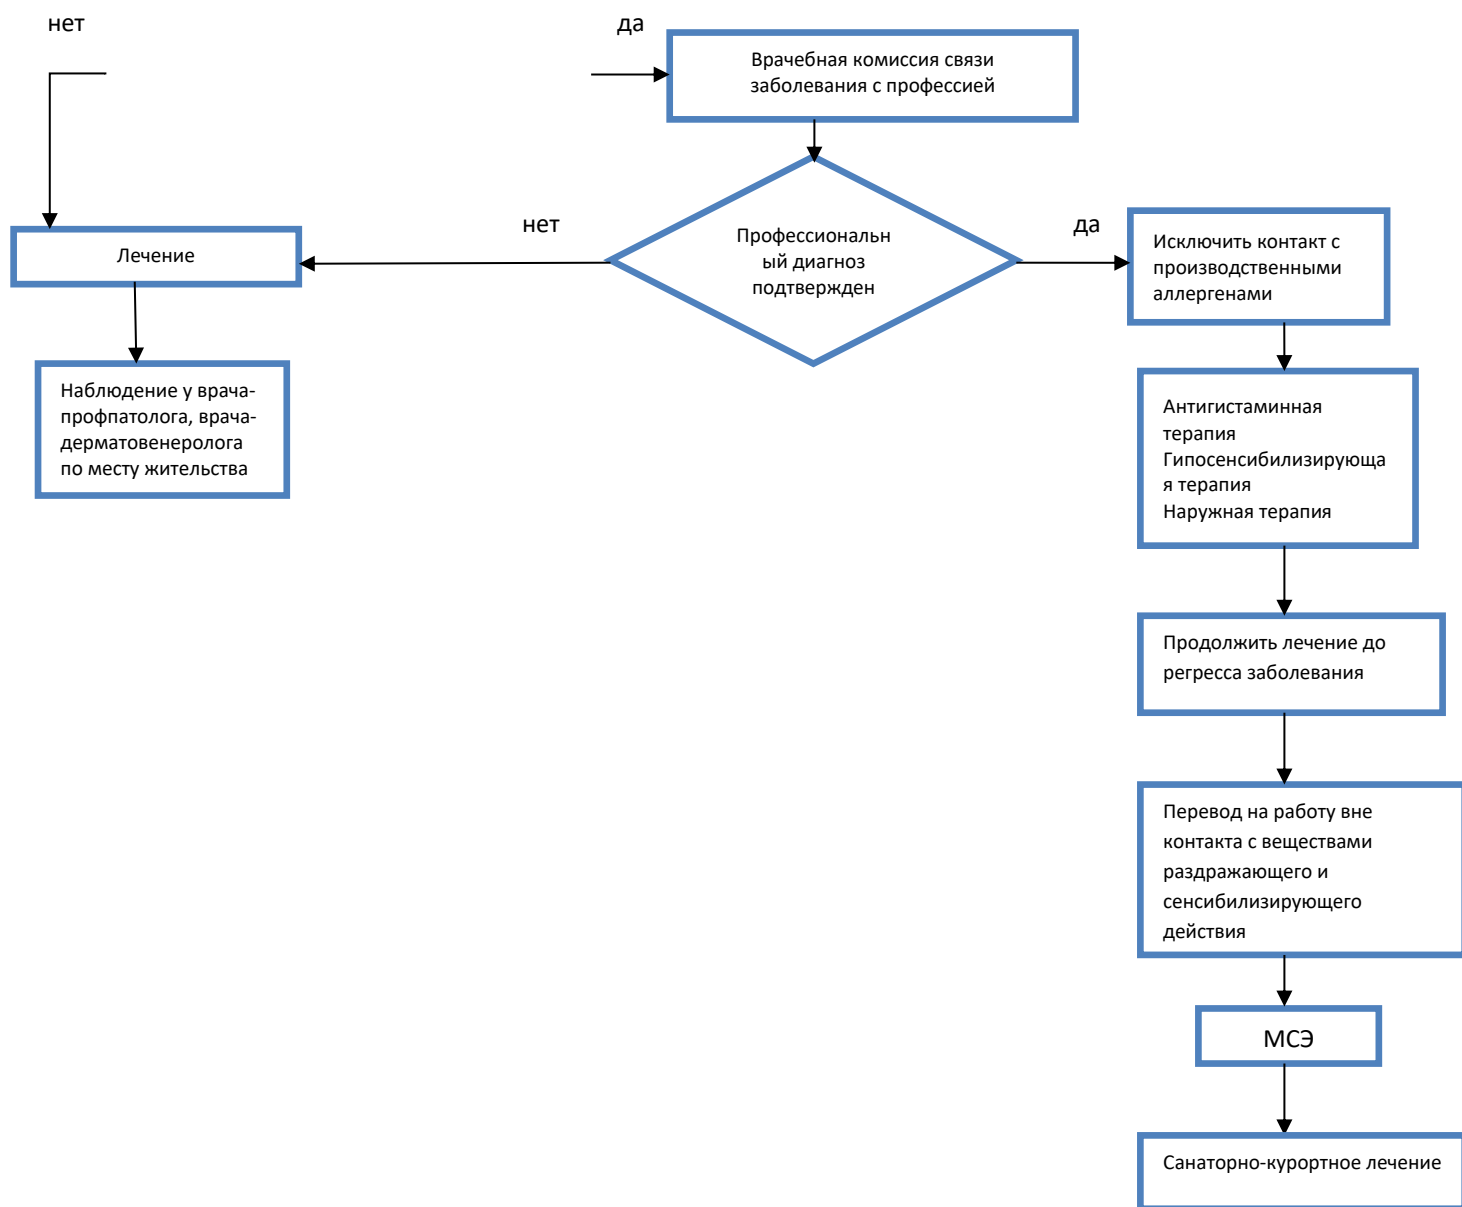 нет
да
Врачебная комиссия связи
заболевания с профессией
нет
да
Лечение
Профессиональн
ый диагноз
подтвержден
Исключить контакт с
производственными
аллергенами
Наблюдение у врача-
профпатолога, врача-
дерматовенеролога
по месту жительства
Антигистаминная
терапия
Гипосенсибилизирующа
я терапия
Наружная терапия
Продолжить лечение до
регресса заболевания
Перевод на работу вне
контакта с веществами
раздражающего и
сенсибилизирующего
действия
МСЭ
Санаторно-курортное лечение